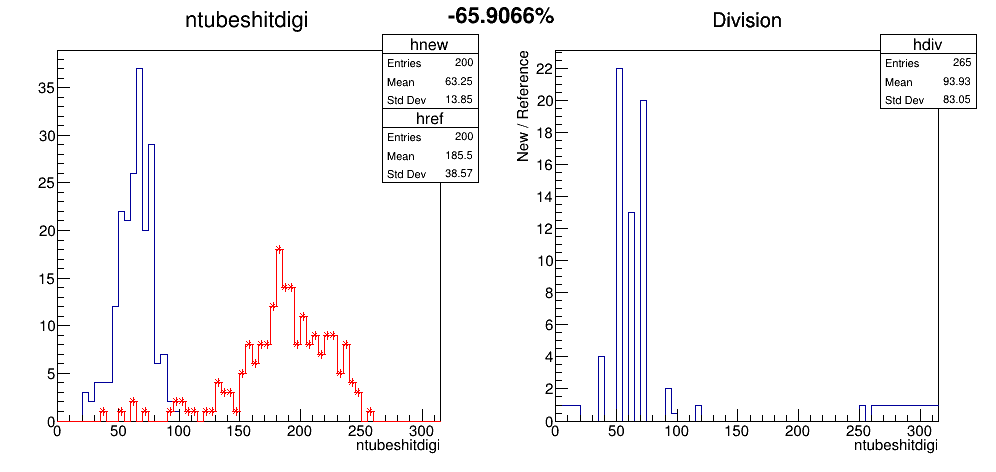 -65.9066%
ntubeshitdigi
hnew
Entries 200
Mean 63.25
Std Dev 13.85
href
Entries 200
Mean 185.5
Std Dev 38.57
35
30
25
20
15
10
5
0
0 50 100 150 200 250 300
ntubeshitdigi
Division
hdiv
Entries 265
Mean 93.93
Std Dev 83.05
New / Reference
22
20
18
16
14
12
10
8
6
4
2
0
0 50 100 150 200 250 300
ntubeshitdigi